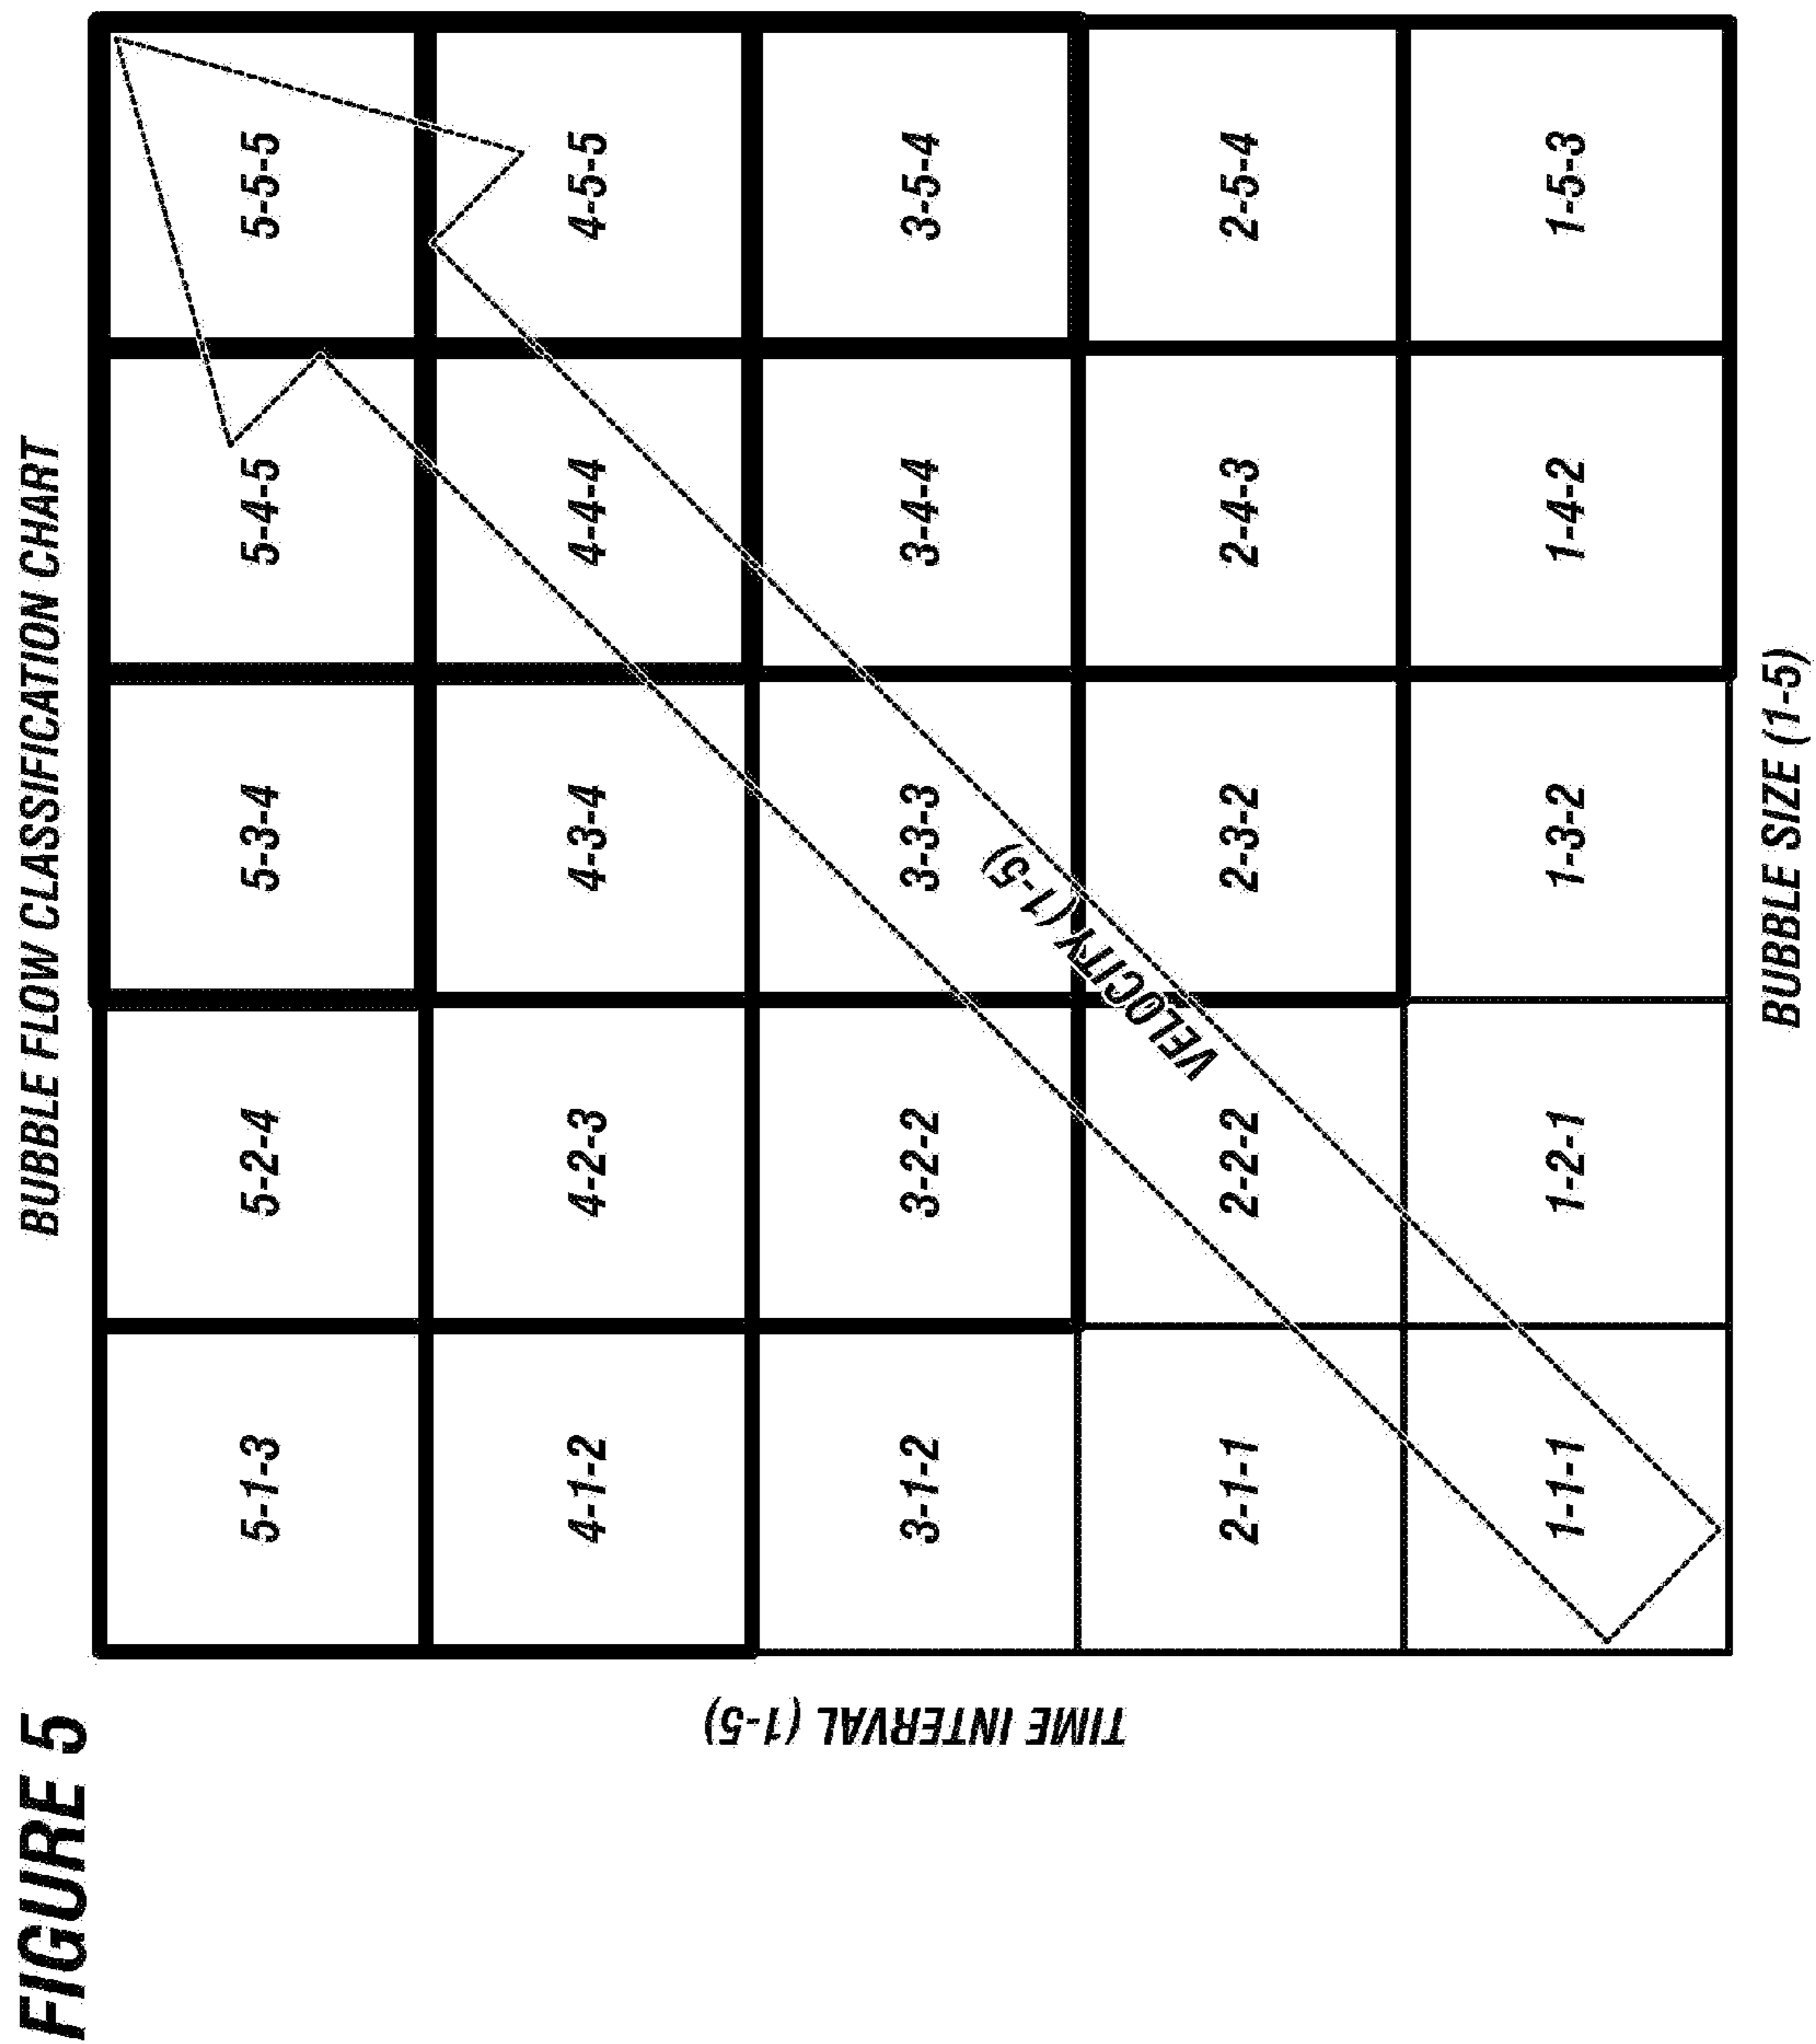 FIGURE 5
BUBBLE FLOW CLASSIFICATION CHART
5-1-3 5-2-4 5-3-4 5-4-5 5-5-5
4-1-2 4-2-3 4-3-4 4-4-4 4-5-5
TIME INTERVAL (1-5)
3-1-2 3-2-2 3-3-3 3-4-4 3-5-4
VELOCITY (1-5)
2-1-1 2-2-2 2-3-2 2-4-3 2-5-4
1-1-1 1-2-1 1-3-2 1-4-2 1-5-3
BUBBLE SIZE (1-5)